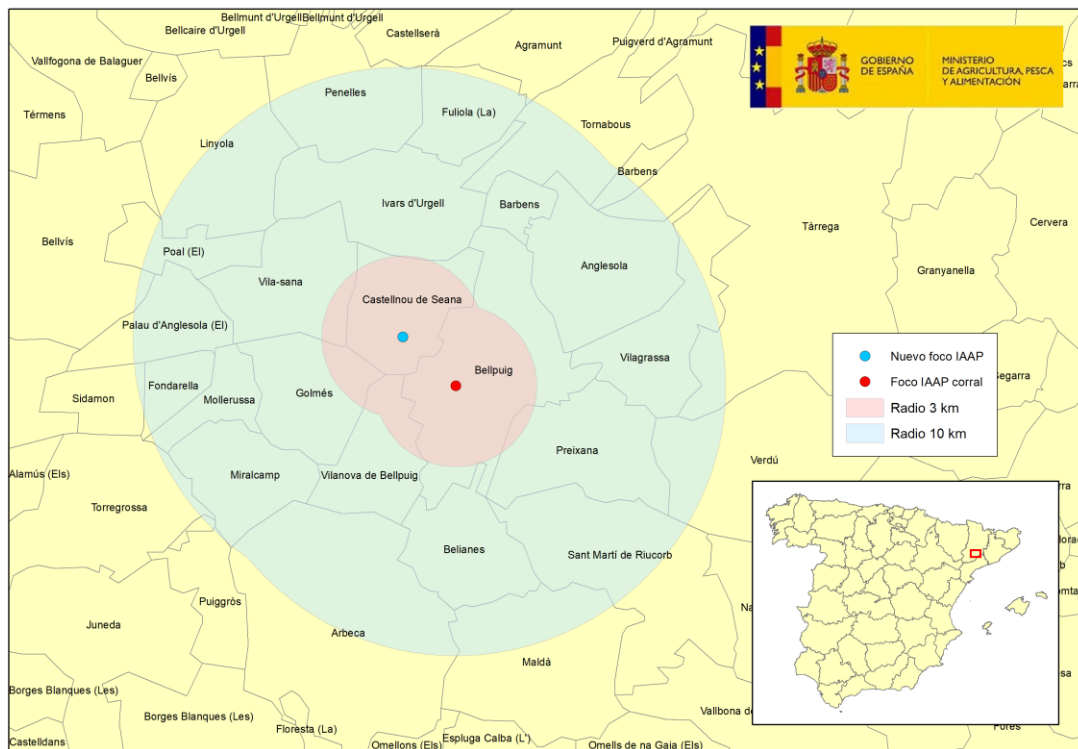 Bellmunt d'Urgell
Bellmunt d'Urgell
Bellcaire d'Urgell
Castellserà
Agramunt
Puigverd d'Agramunt
Vallfogona de Balaguer
Bellvís
Térmens
Penelles
Fuliola (La)
Tornabous
Linyola
Barbens
Ivars d'Urgell
Barbens
Tàrrega
Cervera
Bellvís
Poal (El)
Anglesola
Granyanella
Vila-sana
Castellnou de Seana
Palau d'Anglesola (El)
Bellpuig
Vilagrassa
Fondarella
Mollerussa
Golmés
Sidamon
Preixana
Verdú
Alamús (Els)
Miralcamp
Vilanova de Bellpuig
Torregrossa
Belianes
Sant Martí de Riucorb
Puiggròs
Juneda
Arbeca
Maldà
Borges Blanques (Les)
Borges Blanques (Les)
Floresta (La)
Castelldans
Omellons (Els)
Espluga Calba (L')
Omells de na Gaia (Els)
Vallbona de
GOBIERNO
DE ESPAÑA
MINISTERIO
DE AGRICULTURA, PESCA
Y ALIMENTACIÓN
Nuevo foco IAAP
Foco IAAP corral
Radio 3 km
Radio 10 km